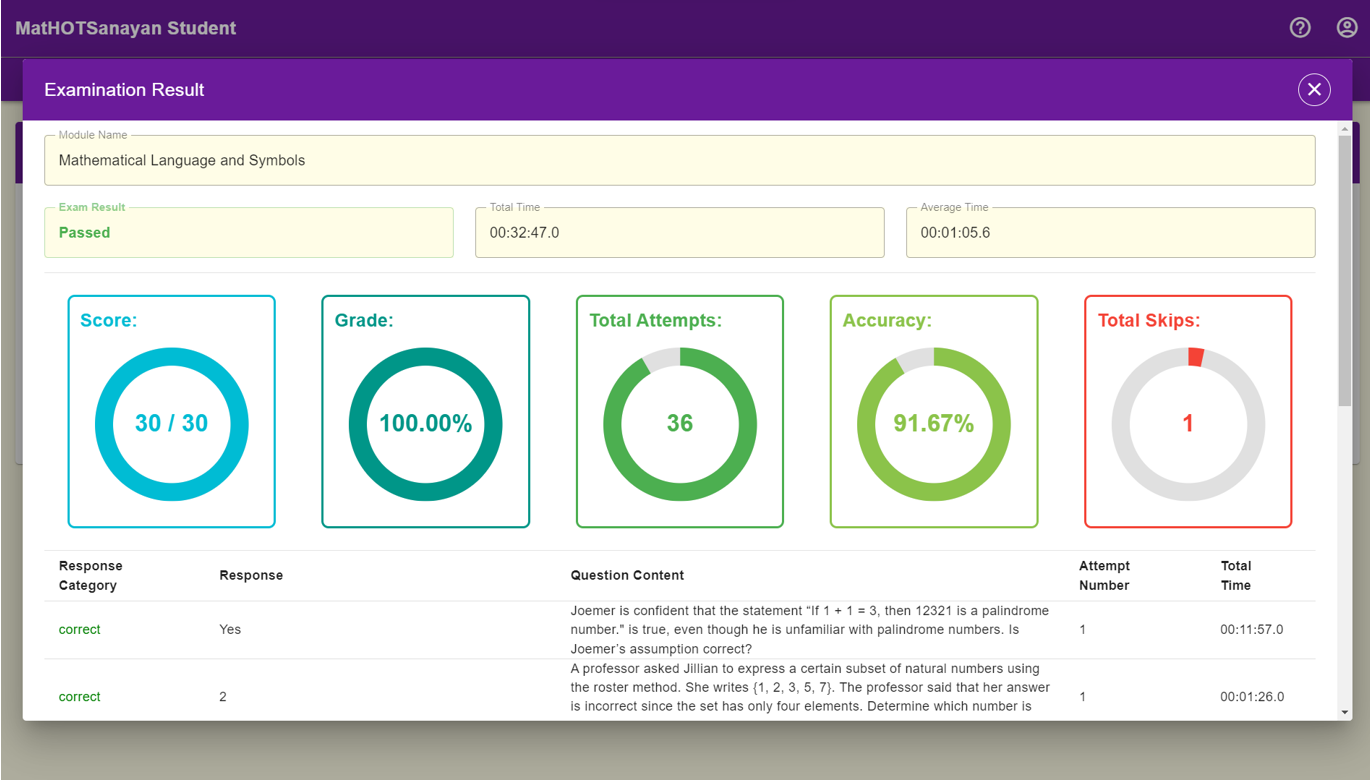 MatHOTSanayan Student
Examination Result
Module Name
Mathematical Language and Symbols
Exam Result
Passed
Total Time
00:32:47.0
Average Time
00:01:05.6
Score:
30 / 30
Grade:
100.00%
Total Attempts:
36
Accuracy:
91.67%
Total Skips:
1
Response
Category
Response
Question Content
Attempt
Number
Total
Time
correct
Yes
Joemer is confident that the statement “If 1 + 1 = 3, then 12321 is a palindrome
number." is true, even though he is unfamiliar with palindrome numbers. Is
Joemer’s assumption correct?
1
00:11:57.0
correct
2
A professor asked Jillian to express a certain subset of natural numbers using
the roster method. She writes {1, 2, 3, 5, 7}. The professor said that her answer
is incorrect since the set has only four elements. Determine which number is
1
00:01:26.0